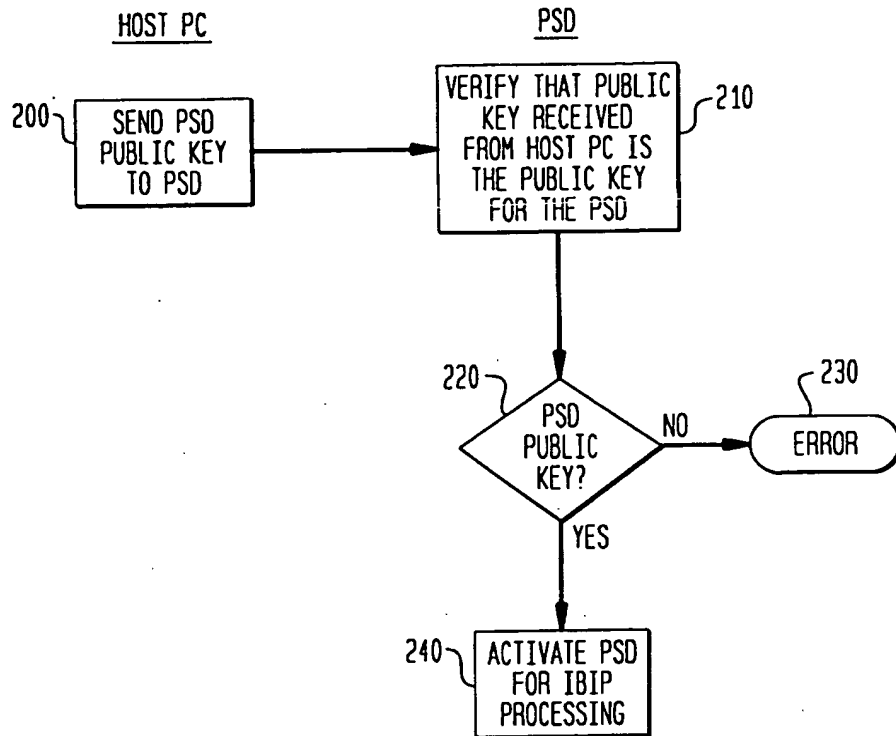 HOST PC
PSD
200
SEND PSD
PUBLIC KEY
TO PSD
VERIFY THAT PUBLIC
KEY RECEIVED
FROM HOST PC IS
THE PUBLIC KEY
FOR THE PSD
210
220
PSD
PUBLIC
KEY?
NO
230
ERROR
YES
240
ACTIVATE PSD
FOR IBIP
PROCESSING